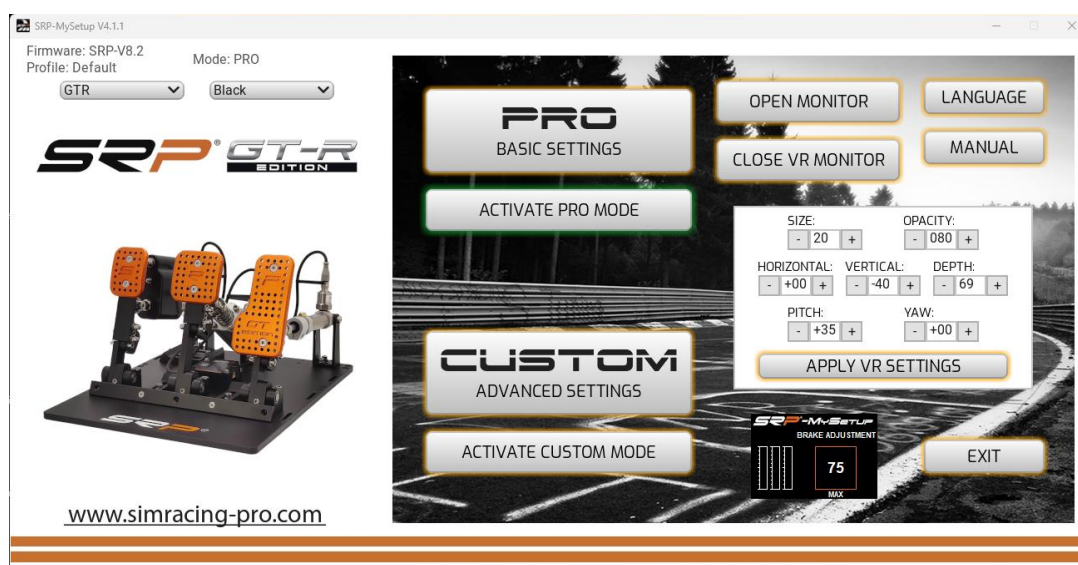 SRP-MySetup V4.1.1
Firmware: SRP-V8.2
Profile: Default
Mode: PRO
GTR
Black
SRP® GT-R
EDITION
SRP
www.simracing-pro.com
PRO
BASIC SETTINGS
ACTIVATE PRO MODE
CUSTOM
ADVANCED SETTINGS
ACTIVATE CUSTOM MODE
OPEN MONITOR
LANGUAGE
CLOSE VR MONITOR
MANUAL
SIZE: OPACITY:
- 20 + - 080 +
HORIZONTAL: VERTICAL: DEPTH:
- +00 + - -40 + - 69 +
PITCH: YAW:
- +35 + - +00 +
APPLY VR SETTINGS
SRP-MySetup
BRAKE ADJUSTMENT
75
MAX
EXIT